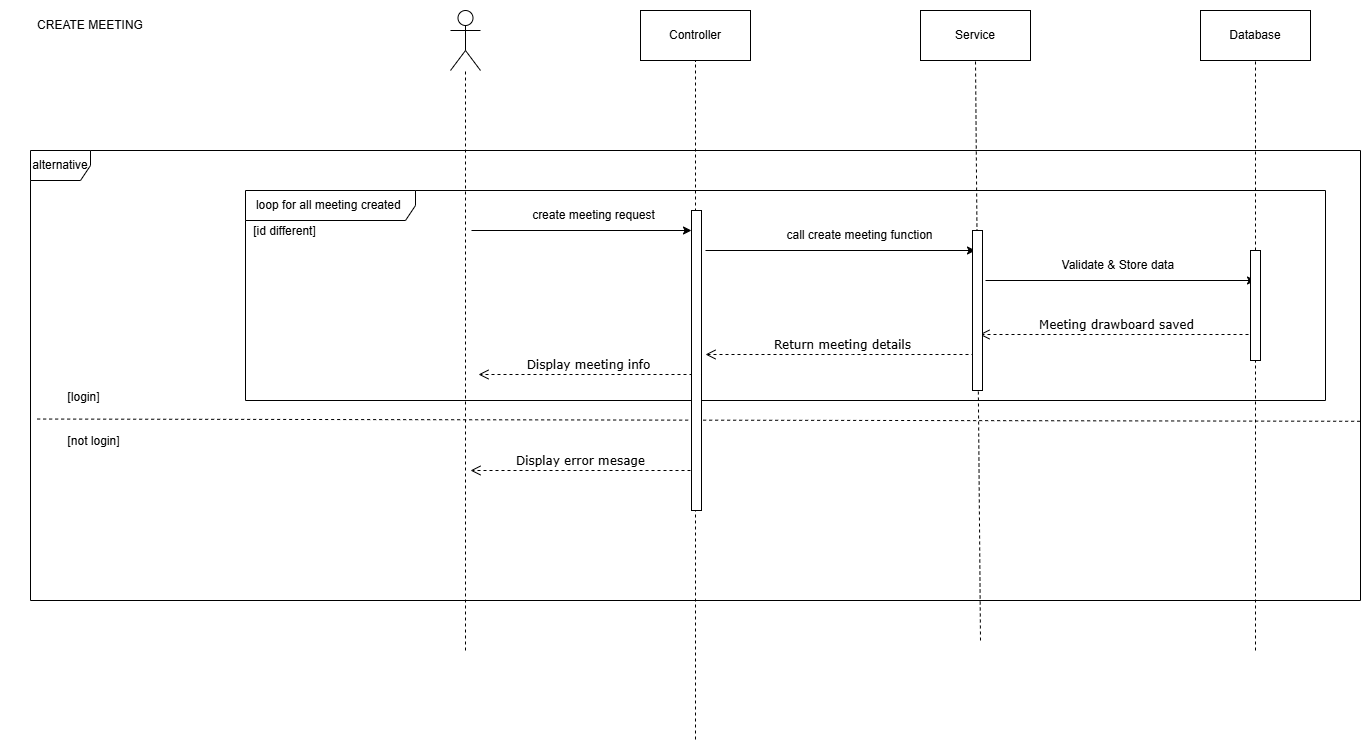 CREATE MEETING
Controller
Service
Database
alternative
loop for all meeting created
[id different]
create meeting request
call create meeting function
Validate & Store data
Meeting drawboard saved
Return meeting details
Display meeting info
[login]
[not login]
Display error mesage